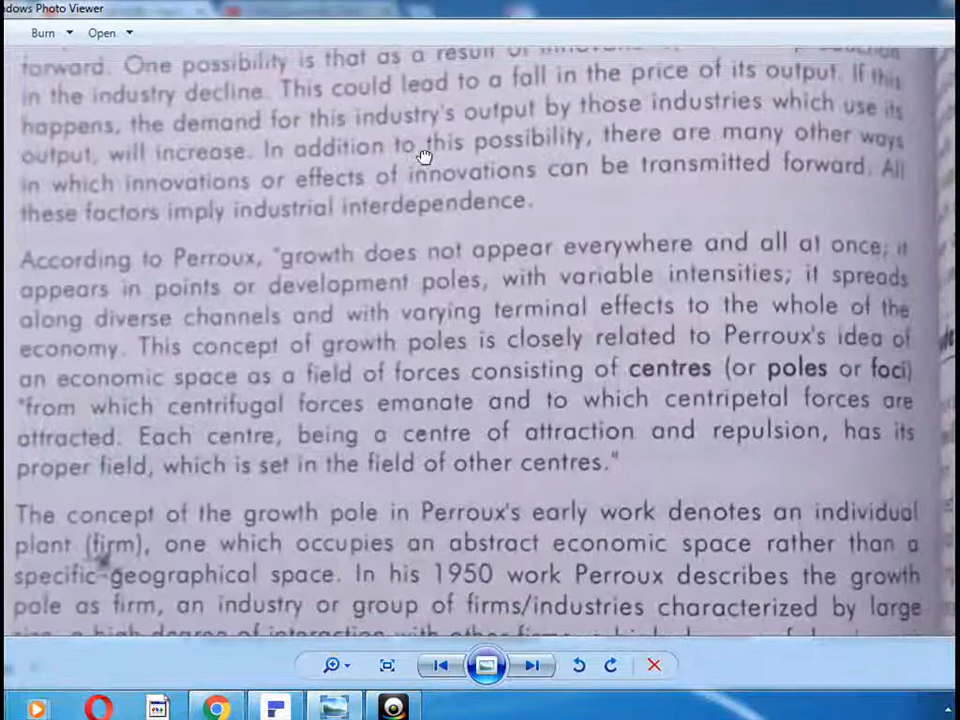 ndows Photo Viewer
Burn Open
forward. One possibility is that as a result of
in the industry decline. This could lead to a fall in the price of its output. If this
happens, the demand for this industry's output by those industries which use its
output, will increase. In addition to this possibility, there are many other ways
in which innovations or effects of innovations can be transmitted forward. All
these factors imply industrial interdependence.
According to Perroux, "growth does not appear everywhere and all at once; it
appears in points or development poles, with variable intensities; it spreads
along diverse channels and with varying terminal effects to the whole of the
economy. This concept of growth poles is closely related to Perroux's idea of
an economic space as a field of forces consisting of centres (or poles or foci)
"from which centrifugal forces emanate and to which centripetal forces are
attracted. Each centre, being a centre of attraction and repulsion, has its
proper field, which is set in the field of other centres."
The concept of the growth pole in Perroux's early work denotes an individual
plant (firm), one which occupies an abstract economic space rather than a
specific geographical space. In his 1950 work Perroux describes the growth
pole as firm, an industry or group of firms/industries characterized by large
a high degree of interaction with other